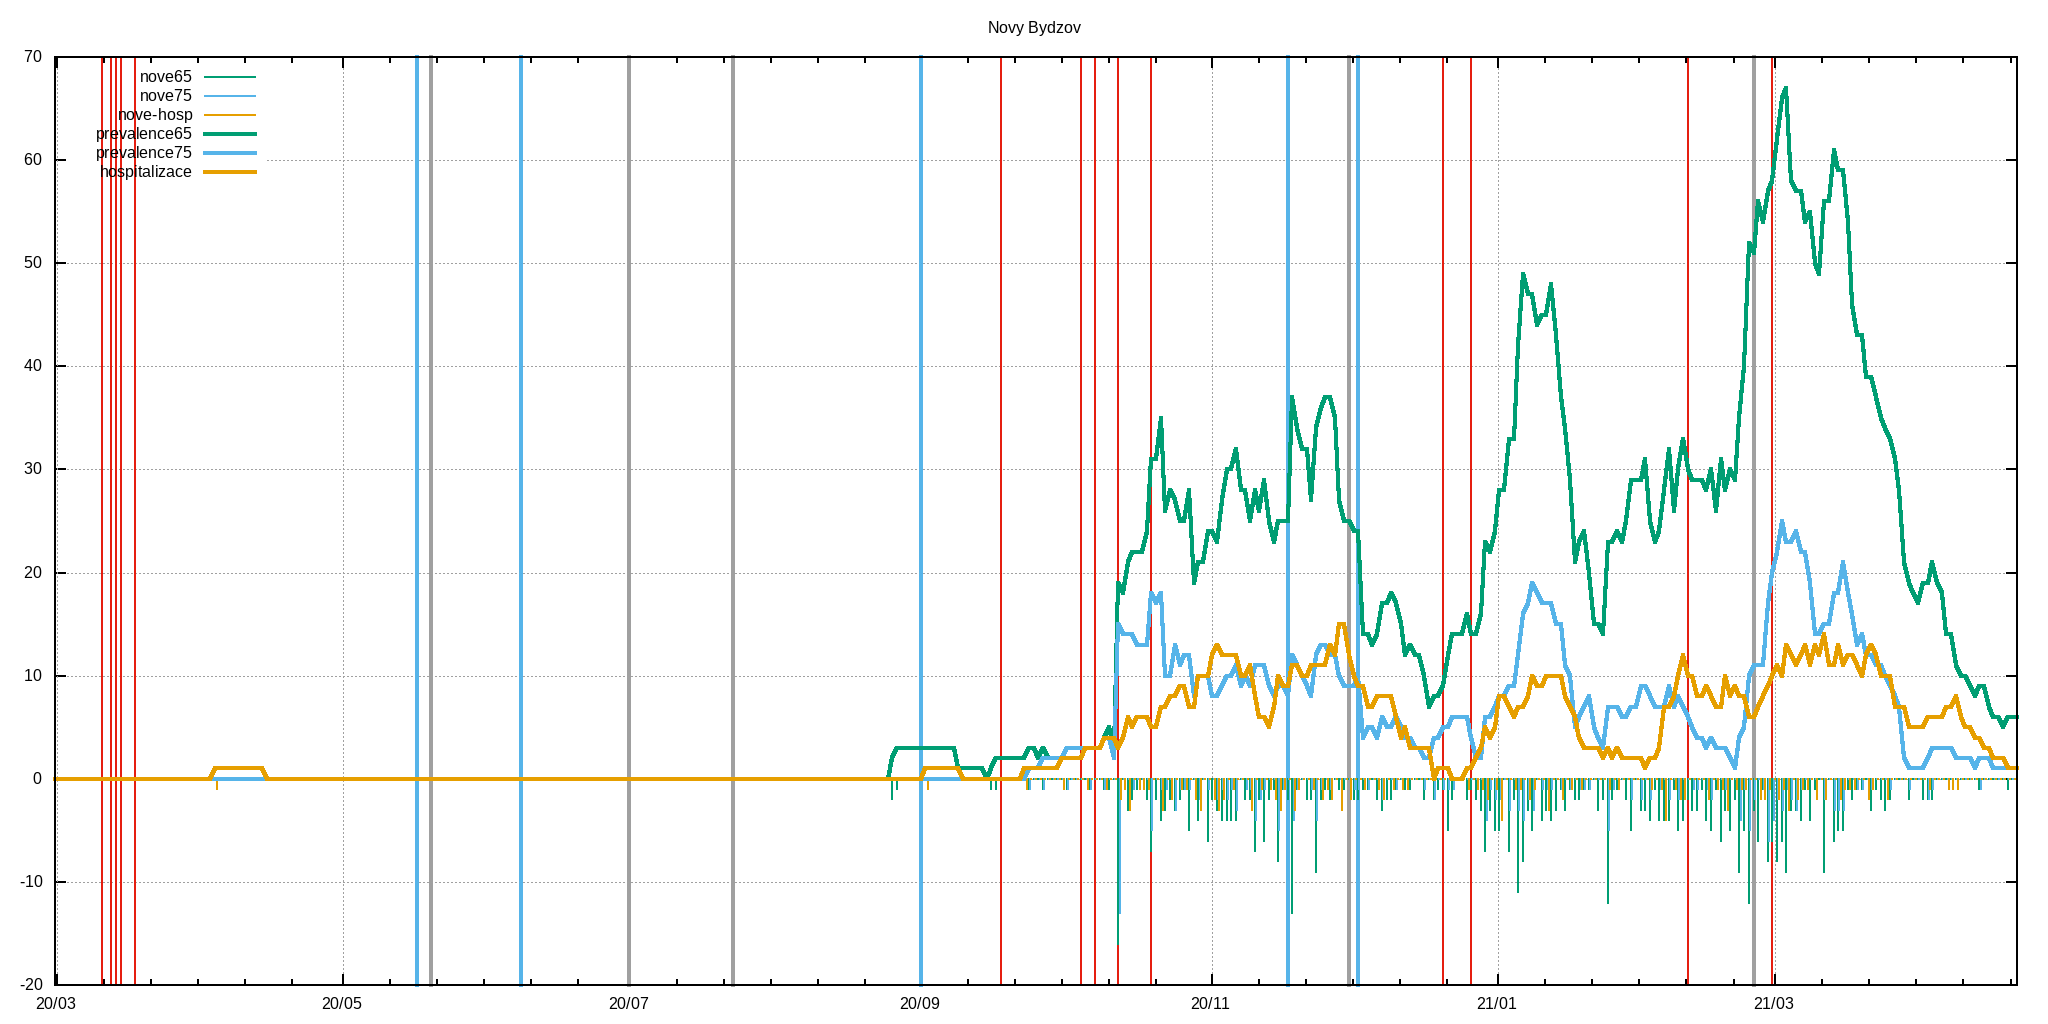 Novy Bydzov
70
nove65
nove75
nove-hosp
prevalence65
prevalence75
hospitalizace
60
50
40
30
20
10
0
-10
-20
20/03 20/05 20/07 20/09 20/11 21/01 21/03